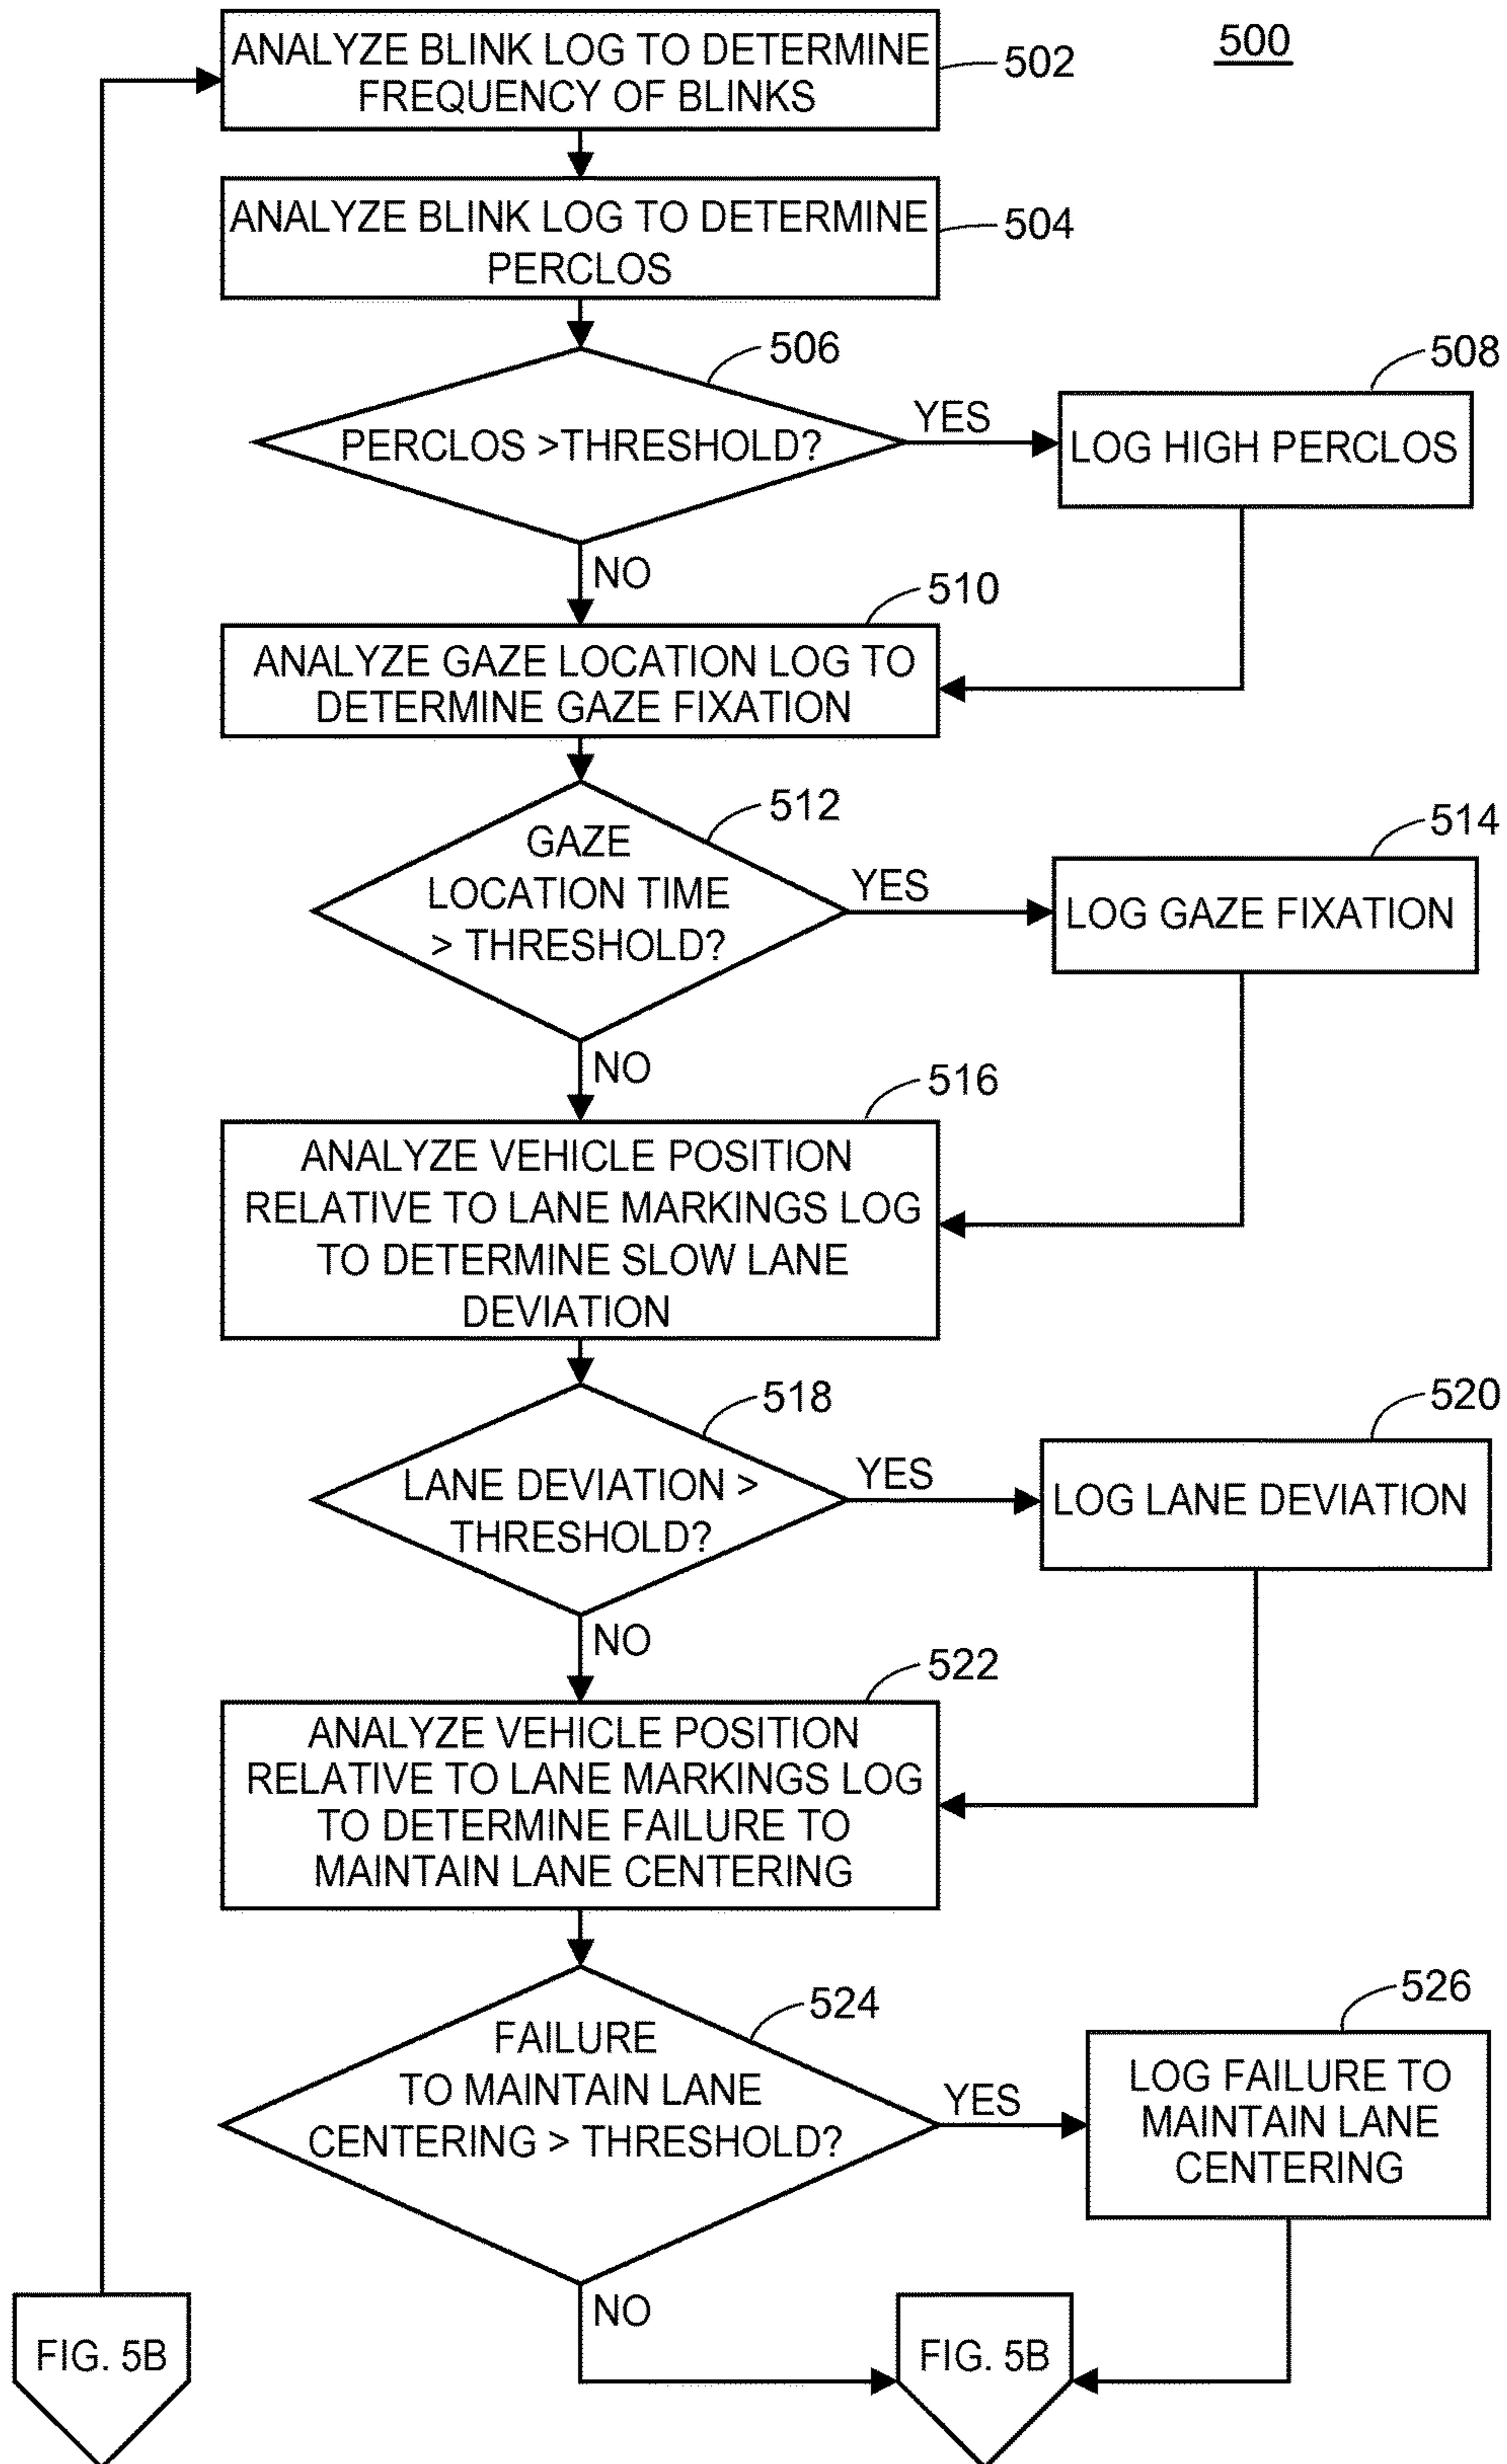 500
ANALYZE BLINK LOG TO DETERMINE
FREQUENCY OF BLINKS
502
ANALYZE BLINK LOG TO DETERMINE
PERCLOS
504
506
PERCLOS >THRESHOLD?
YES
508
LOG HIGH PERCLOS
NO
510
ANALYZE GAZE LOCATION LOG TO
DETERMINE GAZE FIXATION
512
GAZE
LOCATION TIME
> THRESHOLD?
YES
514
LOG GAZE FIXATION
NO
516
ANALYZE VEHICLE POSITION
RELATIVE TO LANE MARKINGS LOG
TO DETERMINE SLOW LANE
DEVIATION
518
LANE DEVIATION >
THRESHOLD?
YES
520
LOG LANE DEVIATION
NO
522
ANALYZE VEHICLE POSITION
RELATIVE TO LANE MARKINGS LOG
TO DETERMINE FAILURE TO
MAINTAIN LANE CENTERING
524
FAILURE
TO MAINTAIN LANE
CENTERING > THRESHOLD?
YES
526
LOG FAILURE TO
MAINTAIN LANE
CENTERING
NO
FIG. 5B
FIG. 5B